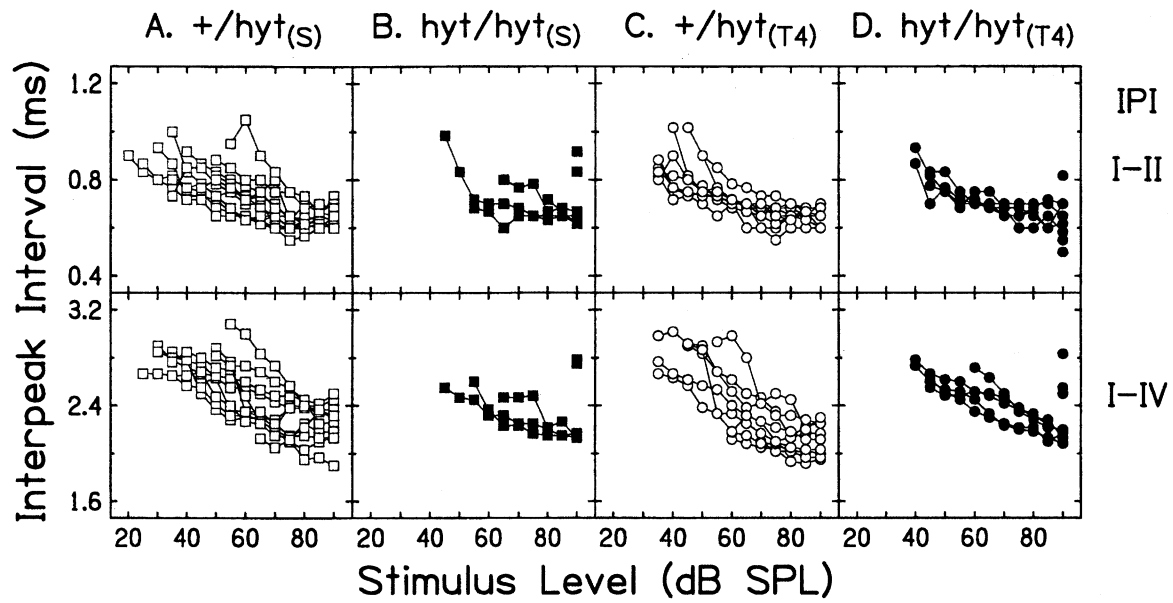 A. +/hyt(S) B. hyt/hyt(S) C. +/hyt(T4) D. hyt/hyt(T4)
Interpeak Interval (ms)
1.2
0.8
0.4
IPI
I-II
3.2
2.4
1.6
I-IV
20 40 60 80 20 40 60 80 20 40 60 80 20 40 60 80
Stimulus Level (dB SPL)